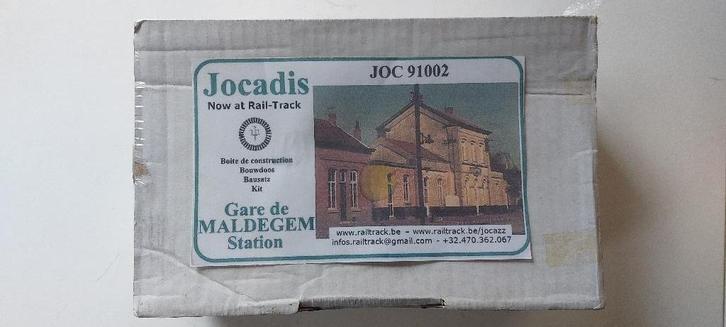 Jocadis
Now at Rail-Track
Boite de construction
Bouwdoos
Bausatz
Kit
Gare de
MALDEGEM
Station
JOC 91002
www.railtrack.be - www.railtrack.be/jocazz
infos.railtrack@gmail.com - +32.470.362.067